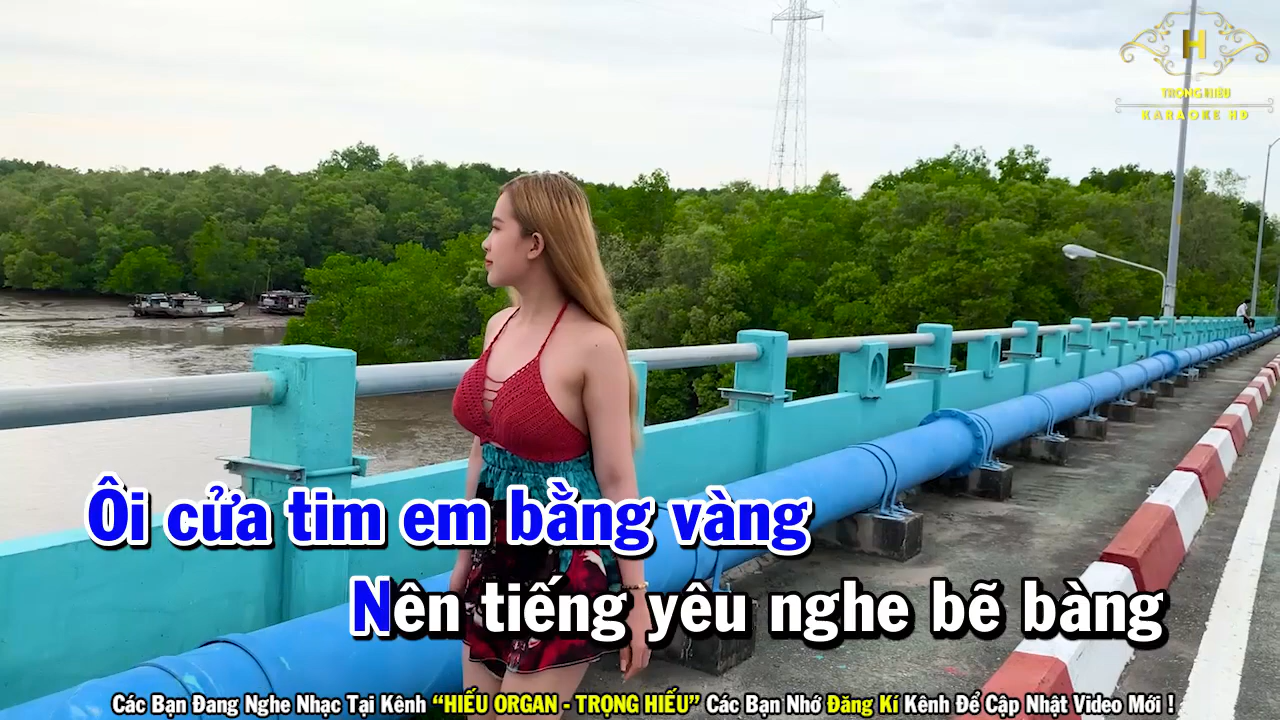 H
TRỌNG HIẾU
KARAOKE HD
Ôi cửa tim em bằng vàng
Nên tiếng yêu nghe bẽ bàng
Các Bạn Đang Nghe Nhạc Tại Kênh “HIẾU ORGAN - TRỌNG HIẾU” Các Bạn Nhớ Đăng Kí Kênh Để Cập Nhật Video Mới !